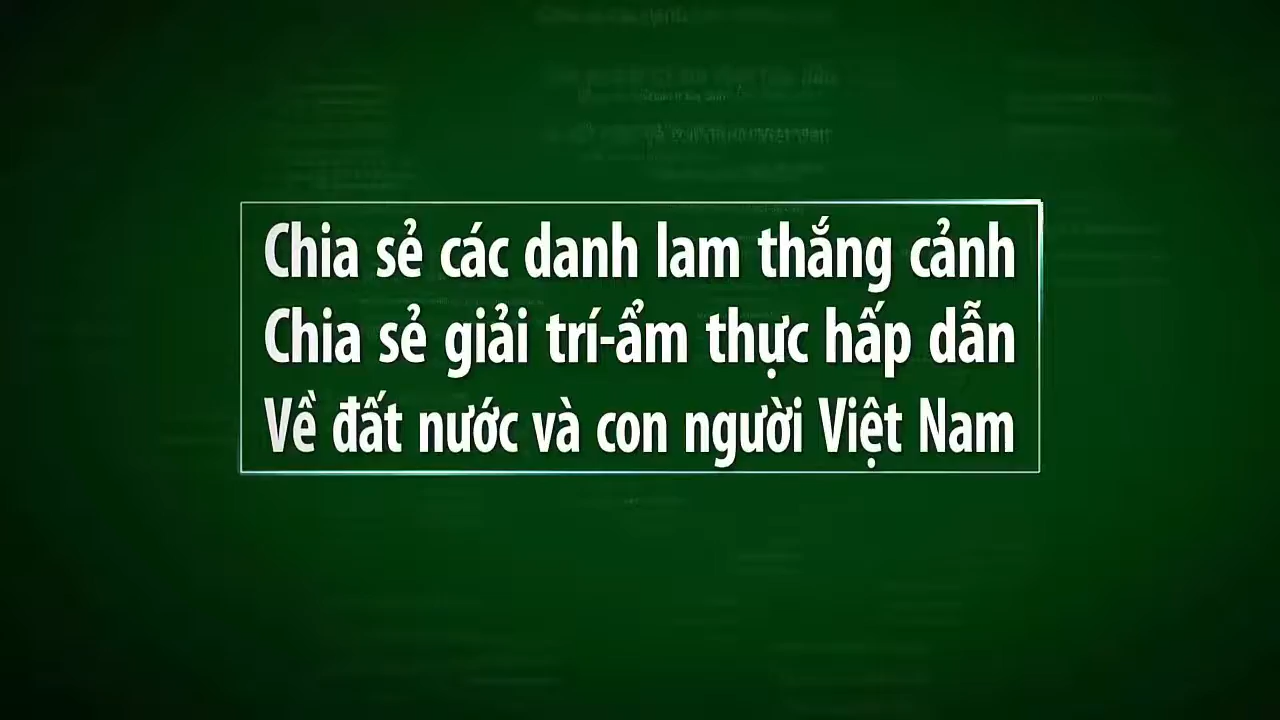 Chia sẻ các danh lam thắng cảnh
Chia sẻ giải trí-ẩm thực hấp dẫn
Về đất nước và con người Việt Nam